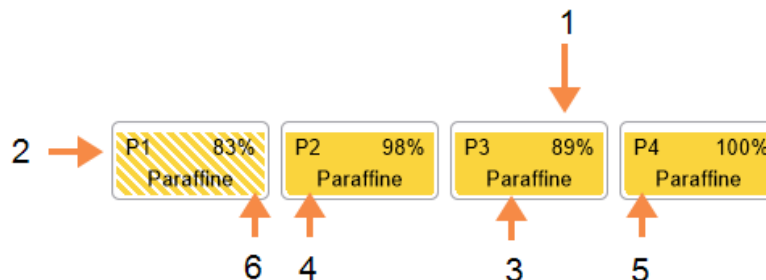 1
2
P1 83%
Paraffine
P2 98%
Paraffine
P3 89%
Paraffine
P4 100%
Paraffine
6 4 3 5